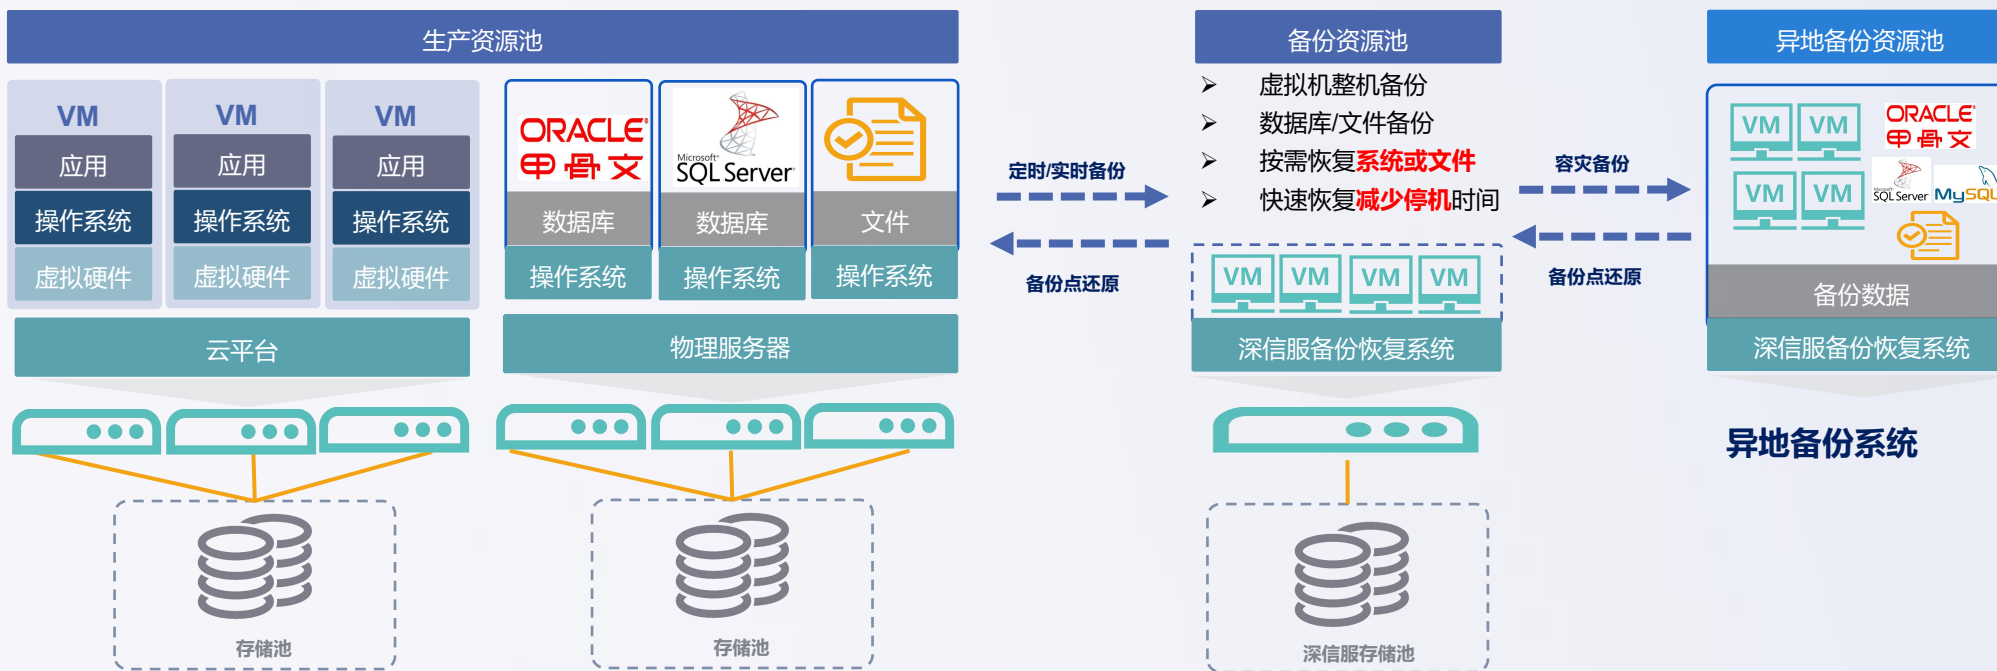 生产资源池
VM
VM
VM
应用
应用
应用
操作系统
操作系统
操作系统
虚拟硬件
虚拟硬件
虚拟硬件
云平台
ORACLE
甲骨文
数据库
操作系统
Microsoft
SQL Server
数据库
操作系统
文件
操作系统
物理服务器
存储池
存储池
定时/实时备份
备份点还原
备份资源池
虚拟机整机备份
数据库/文件备份
按需恢复系统或文件
快速恢复减少停机时间
VM
VM
VM
VM
深信服备份恢复系统
深信服存储池
容灾备份
备份点还原
异地备份资源池
VM
VM
VM
VM
ORACLE
甲骨文
SQL Server
MySQL
备份数据
深信服备份恢复系统
异地备份系统